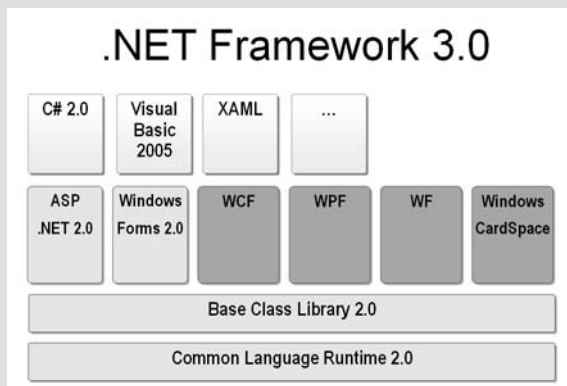 .NET Framework 3.0
C# 2.0
Visual
Basic
2005
XAML
...
ASP
.NET 2.0
Windows
Forms 2.0
WCF
WPF
WF
Windows
CardSpace
Base Class Library 2.0
Common Language Runtime 2.0